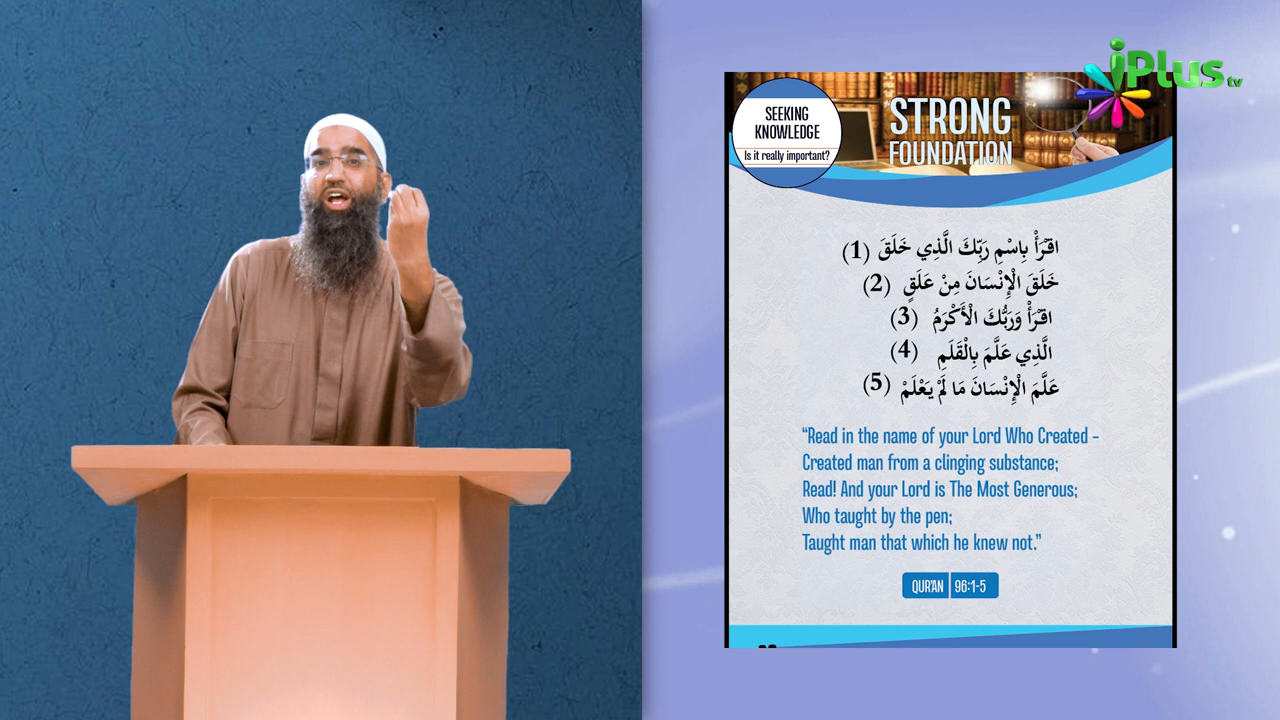 iPlus tv
SEEKING
KNOWLEDGE
Is it really important?
STRONG
FOUNDATION
اقْرَأْ بِاسْمِ رَبِّكَ الَّذِي خَلَقَ (1)
خَلَقَ الْإِنْسَانَ مِنْ عَلَقٍ (2)
اقْرَأْ وَرَبُّكَ الْأَكْرَمُ (3)
الَّذِي عَلَّمَ بِالْقَلَمِ (4)
عَلَّمَ الْإِنْسَانَ مَا لَمْ يَعْلَمْ (5)
“Read in the name of your Lord Who Created -
Created man from a clinging substance;
Read! And your Lord is The Most Generous;
Who taught by the pen;
Taught man that which he knew not.”
QUR'AN 96:1-5